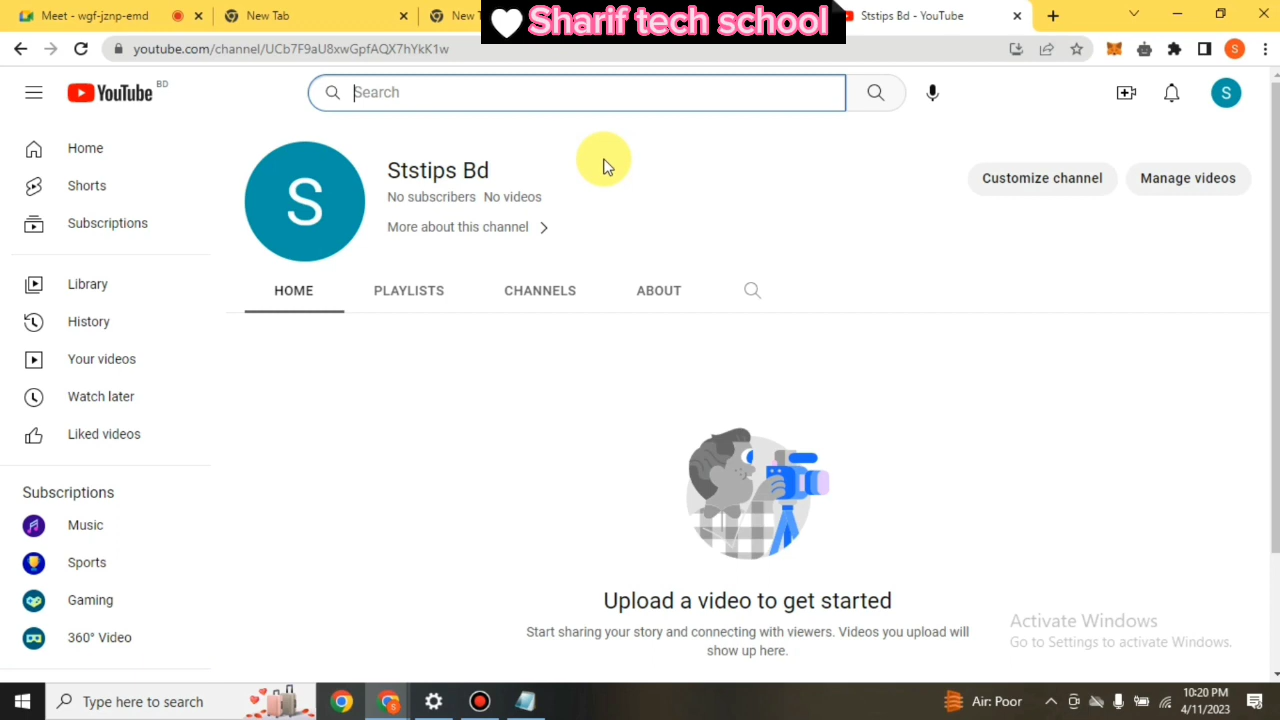 Meet - wgf-jznp-emd
New Tab
New T
Sharif tech school
Ststips Bd - YouTube
youtube.com/channel/UCb7F9aU8xwGpfAQX7hYkK1w
S
YouTube BD
Search
S
Home
Shorts
Subscriptions
Library
History
Your videos
Watch later
Liked videos
Subscriptions
Music
Sports
Gaming
360° Video
S
Ststips Bd
No subscribers No videos
More about this channel
Customize channel
Manage videos
HOME
PLAYLISTS
CHANNELS
ABOUT
Upload a video to get started
Start sharing your story and connecting with viewers. Videos you upload will
show up here.
Activate Windows
Go to Settings to activate Windows.
Type here to search
S
Air: Poor
10:20 PM
4/11/2023